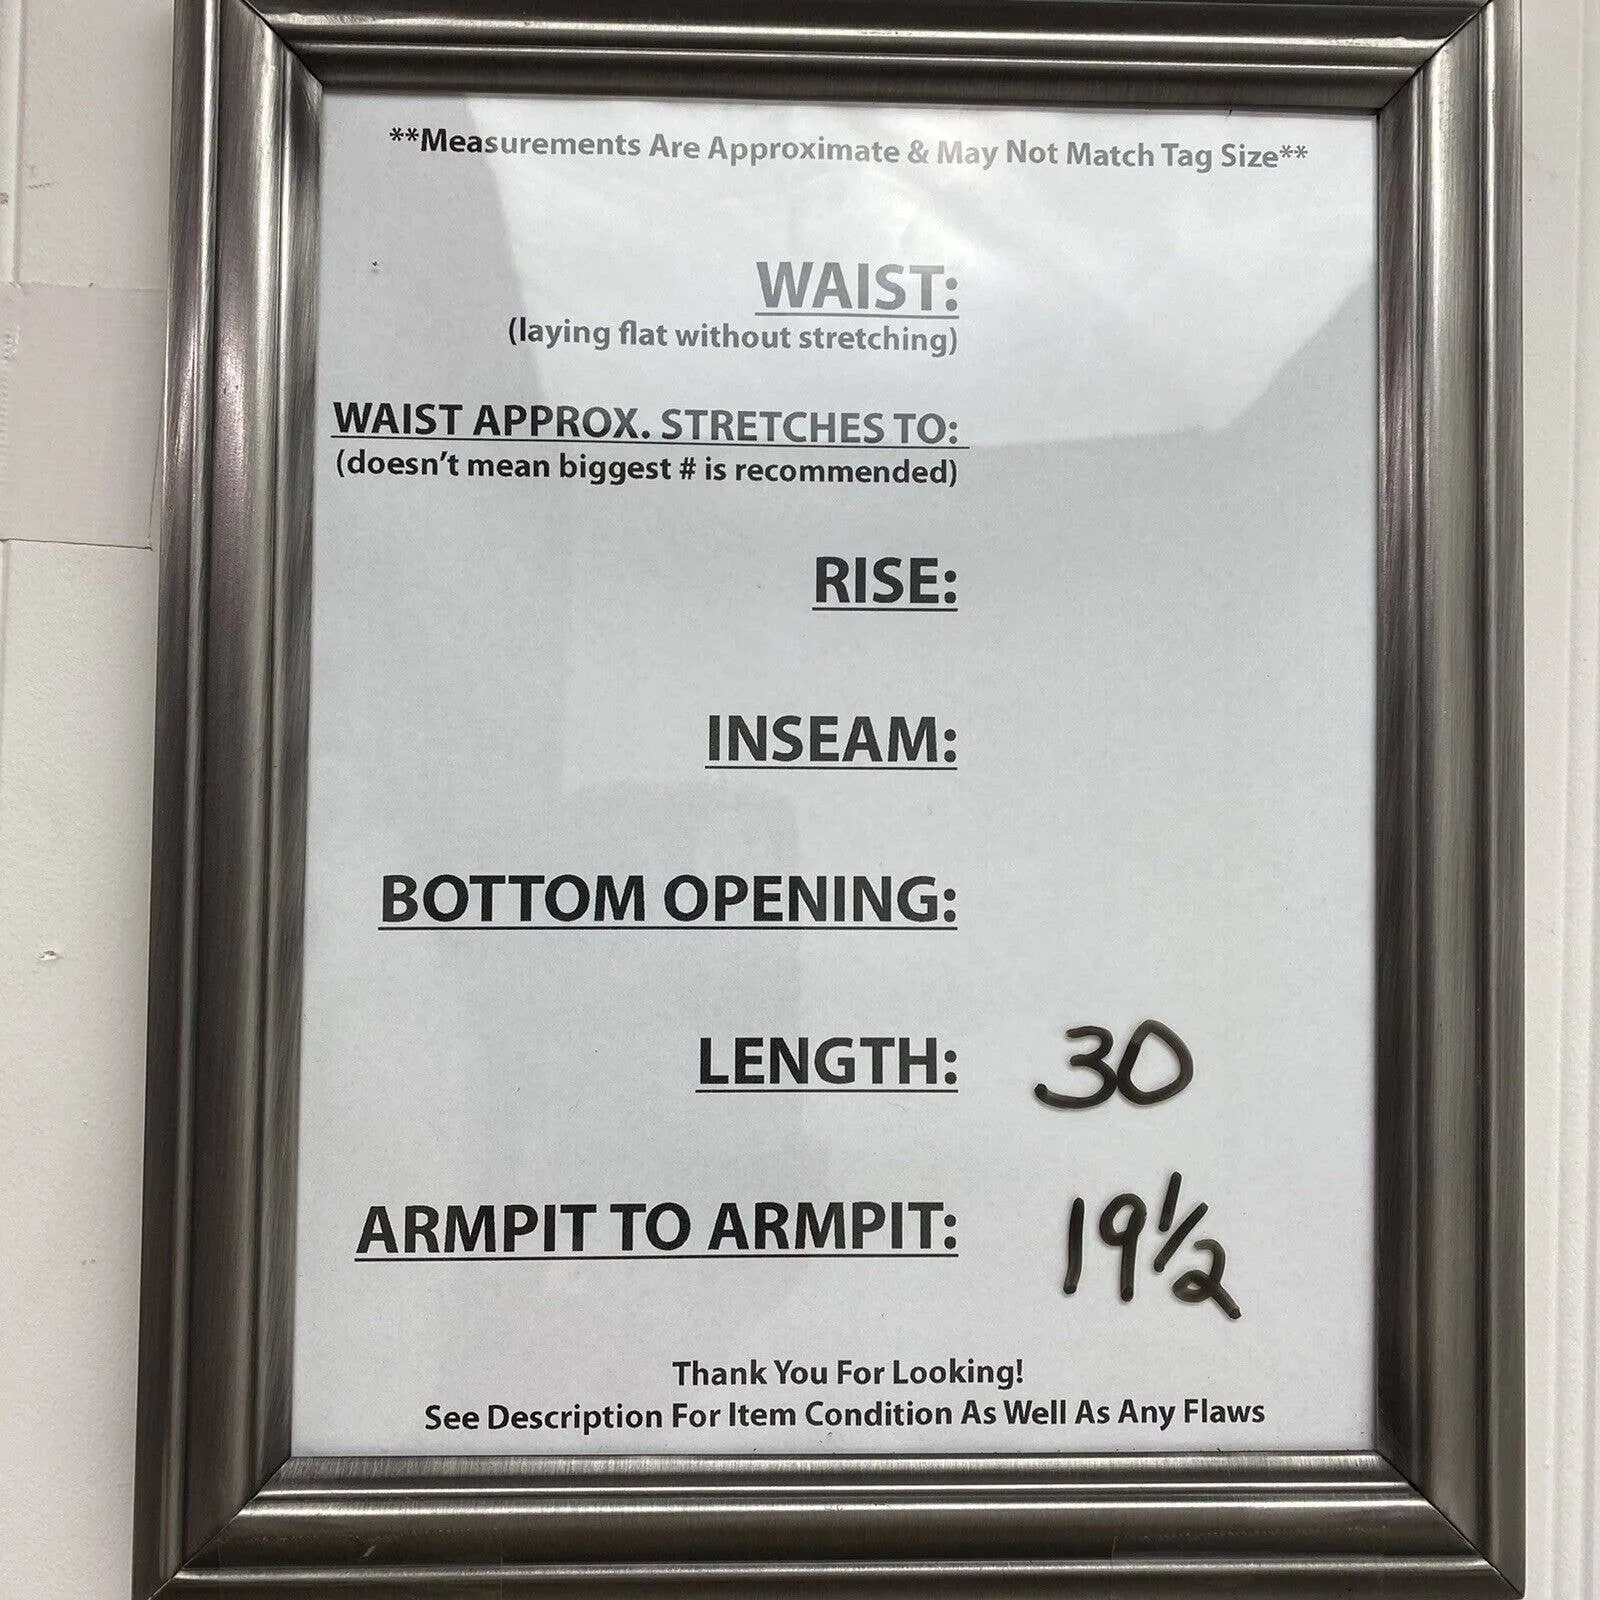 **Measurements Are Approximate & May Not Match Tag Size**
WAIST:
(laying flat without stretching)
WAIST APPROX. STRETCHES TO:
(doesn't mean biggest # is recommended)
RISE:
INSEAM:
BOTTOM OPENING:
LENGTH: 30
ARMPIT TO ARMPIT: 19 1/2
Thank You For Looking!
See Description For Item Condition As Well As Any Flaws